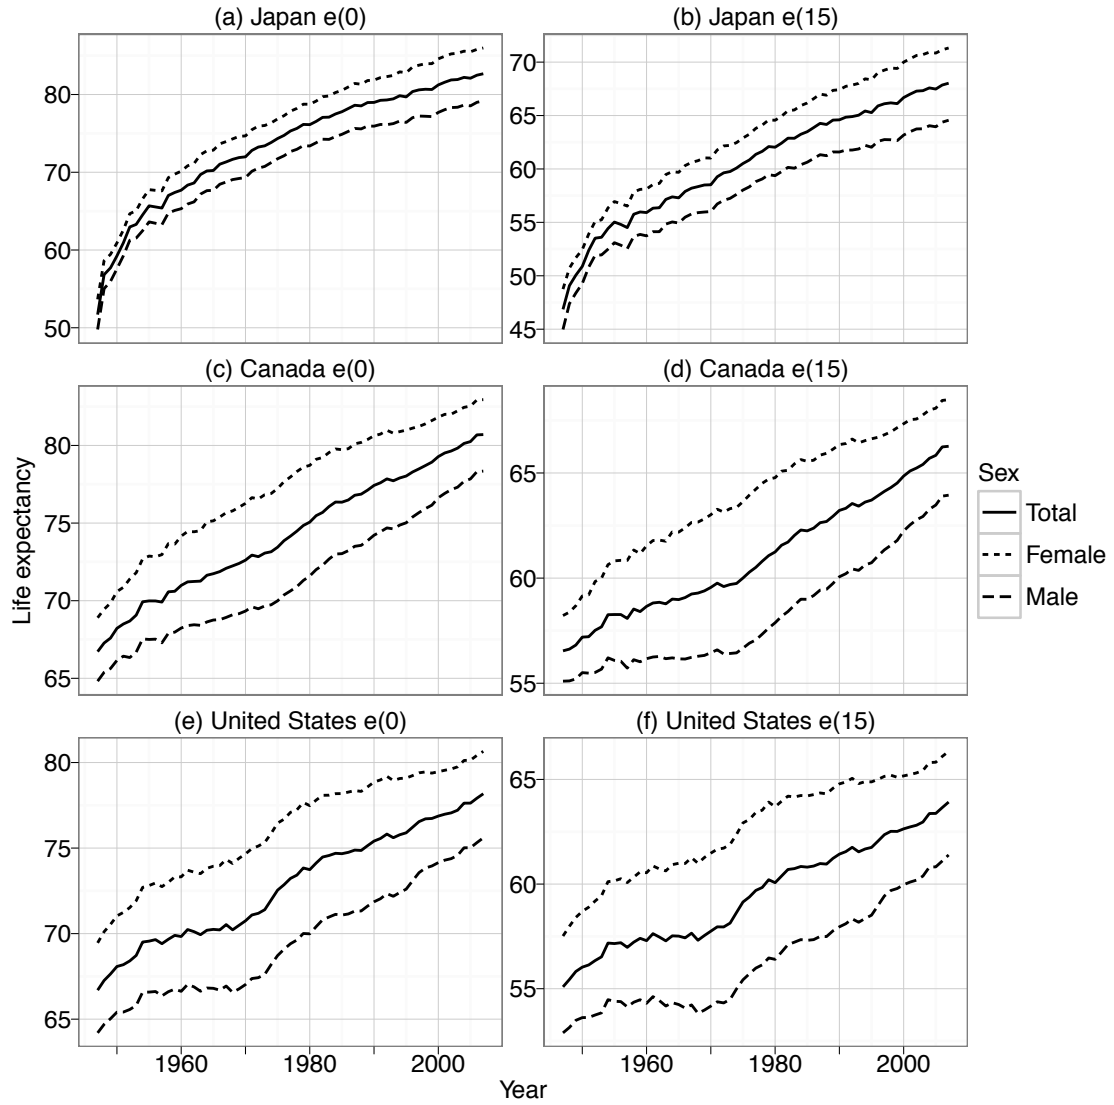 (a) Japan e(0)
(b) Japan e(15)
80
70
60
50
70
65
60
55
50
45
(c) Canada e(0)
(d) Canada e(15)
80
75
70
65
65
60
55
Life expectancy
Sex
Total
Female
Male
(e) United States e(0)
(f) United States e(15)
80
75
70
65
65
60
55
1960
1980
2000
1960
1980
2000
Year